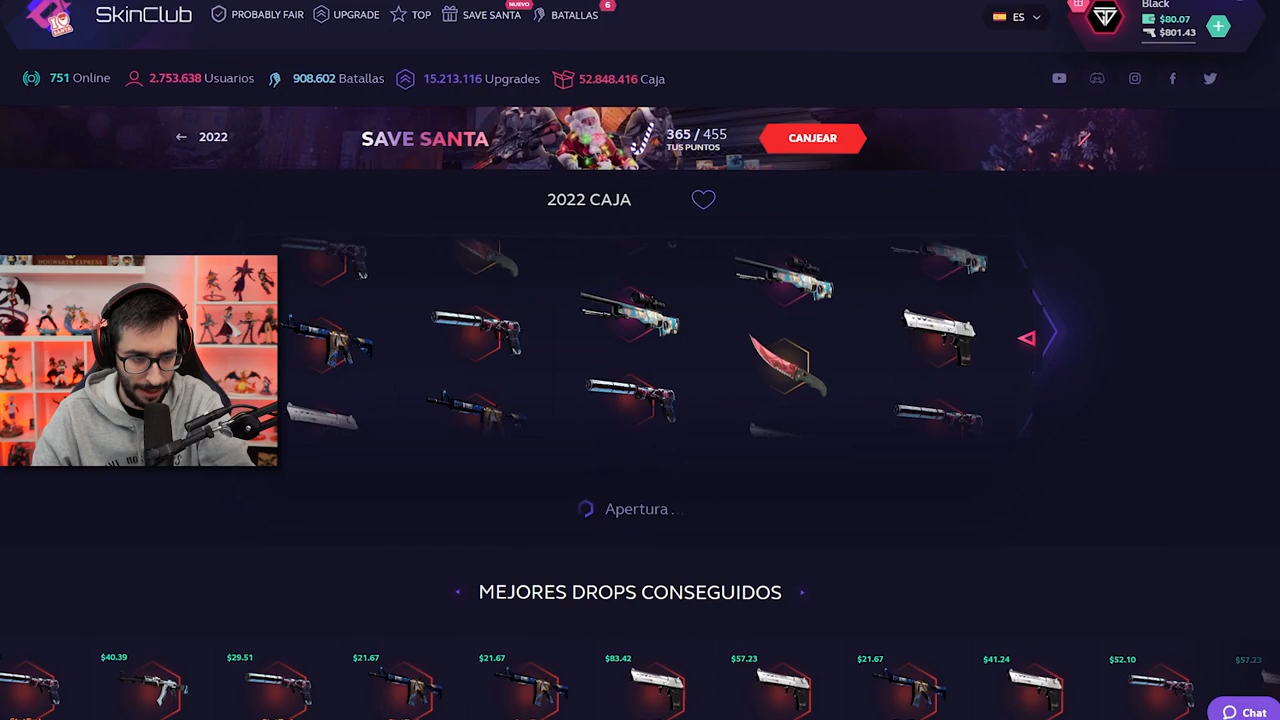 SkinClub
PROBABLY FAIR
UPGRADE
TOP
SAVE SANTA
NUEVO
BATALLAS
6
ES
Black
$80.07
$801.43
751 Online
2.753.638 Usuarios
908.602 Batallas
15.213.116 Upgrades
52.848.416 Caja
← 2022
SAVE SANTA
365 / 455
TUS PUNTOS
CANJEAR
2022 CAJA
HOGWARTS EXPRESS
Apertura...
MEJORES DROPS CONSEGUIDOS
$40.39
$29.51
$21.67
$21.67
$83.42
$57.23
$21.67
$41.24
$52.10
$57.23
Chat